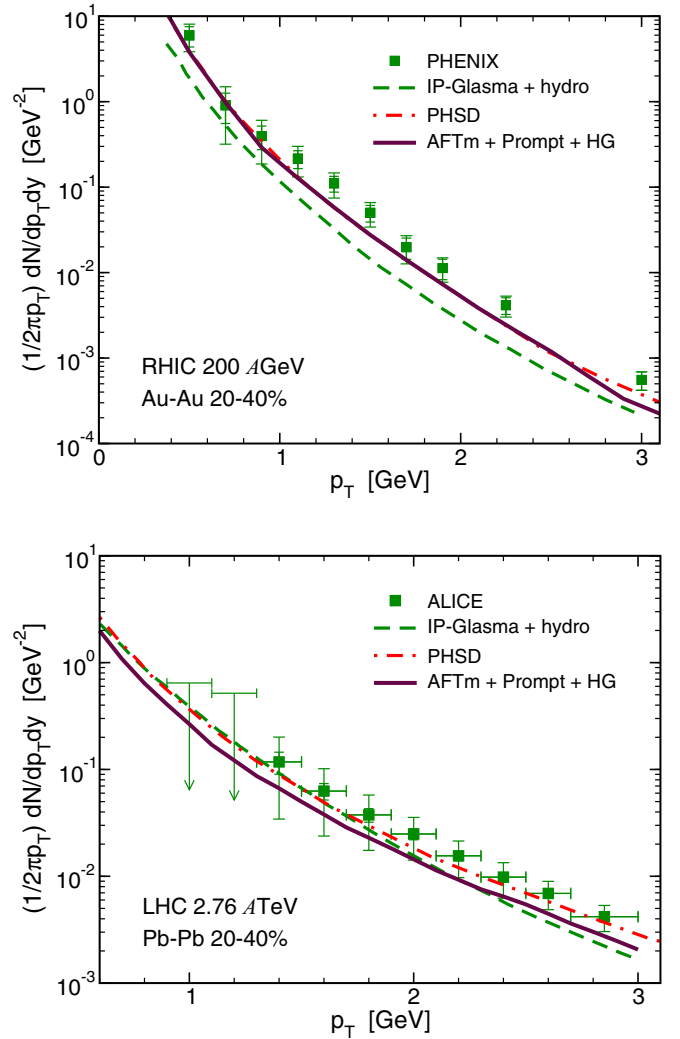 10^1
10^0
10^-1
10^-2
10^-3
10^-4
(1/2πp_T) dN/dp_Tdy [GeV^-2]
PHENIX
IP-Glasma + hydro
PHSD
AFTm + Prompt + HG
RHIC 200 AGeV
Au-Au 20-40%
0 1 2 3
p_T [GeV]
10^1
10^0
10^-1
10^-2
10^-3
(1/2πp_T) dN/dp_Tdy [GeV^-2]
ALICE
IP-Glasma + hydro
PHSD
AFTm + Prompt + HG
LHC 2.76 ATeV
Pb-Pb 20-40%
1 2 3
p_T [GeV]